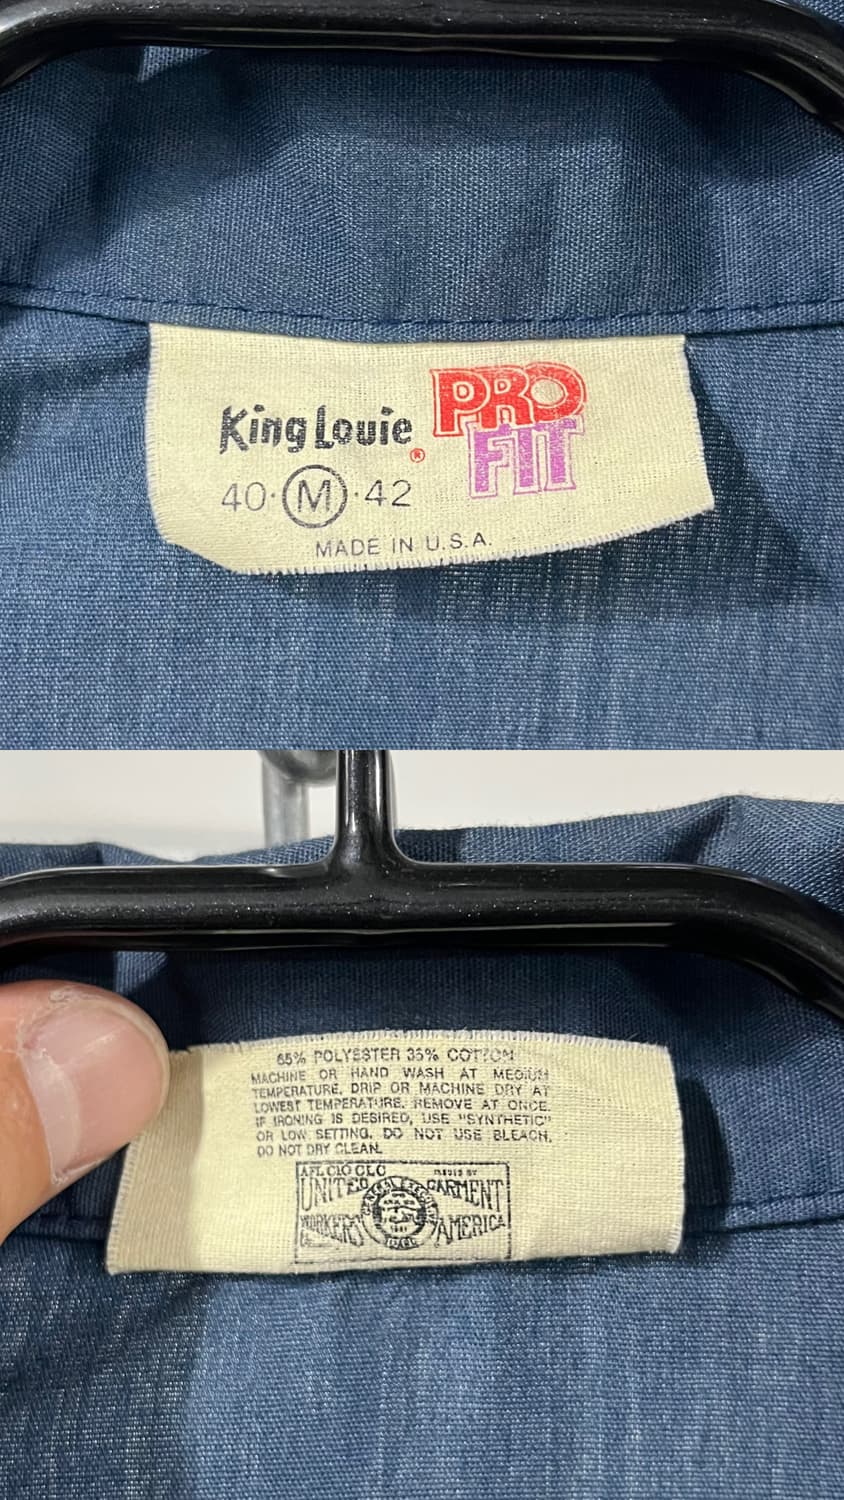 King Louie®
PRO
FIT
40·M·42
MADE IN U.S.A.
65% POLYESTER 35% COTTON
MACHINE OR HAND WASH AT MEDIUM
TEMPERATURE. DRIP OR MACHINE DRY AT
LOWEST TEMPERATURE. REMOVE AT ONCE.
IF IRONING IS DESIRED, USE "SYNTHETIC"
OR LOW SETTING. DO NOT USE BLEACH.
DO NOT DRY CLEAN.
AFL CIO CLC ISSUED BY
UNITED GARMENT
WORKERS AMERICA